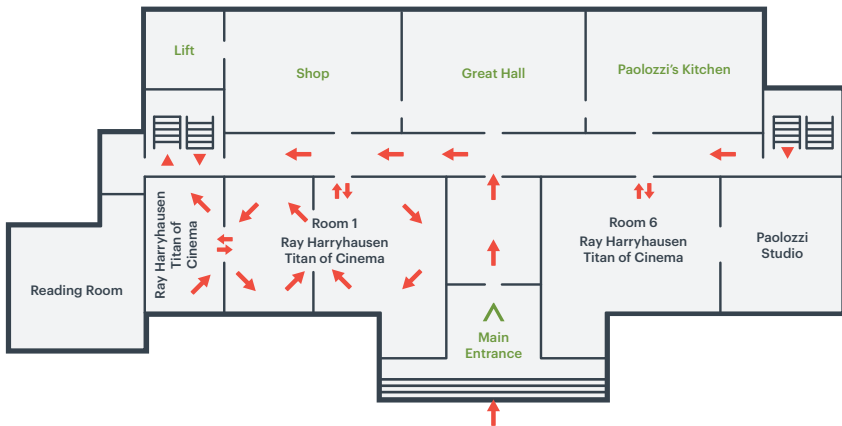 Lift
Shop
Great Hall
Paolozzi's Kitchen
Ray Harryhausen
Titan of
Cinema
Room 1
Ray Harryhausen
Titan of Cinema
Room 6
Ray Harryhausen
Titan of Cinema
Paolozzi
Studio
Reading Room
Main
Entrance